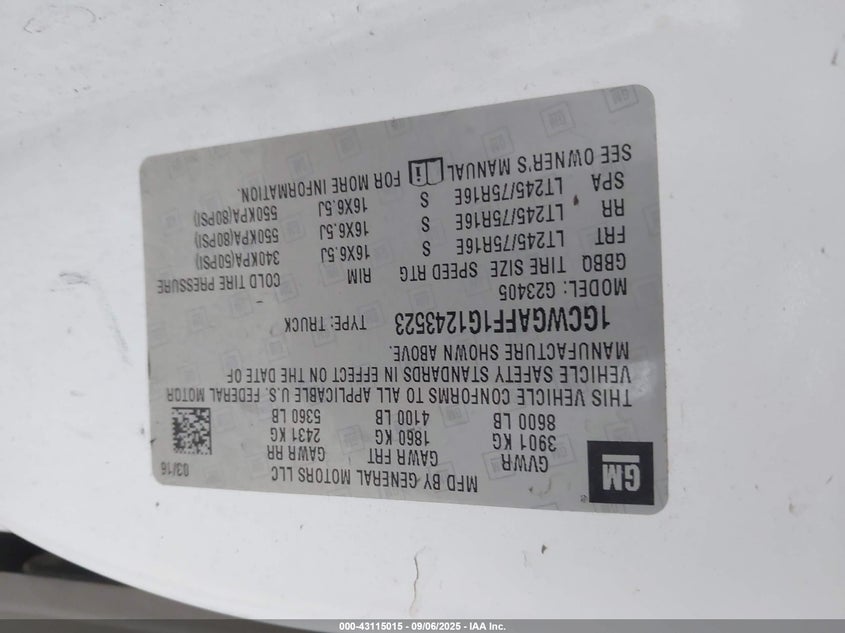 GM
®
MFD BY GENERAL MOTORS LLC
03/16
GVWR GAWR FRT GAWR RR
3901 KG 1860 KG 2431 KG
8600 LB 4100 LB 5360 LB
THIS VEHICLE CONFORMS TO ALL APPLICABLE U.S. FEDERAL MOTOR
VEHICLE SAFETY STANDARDS IN EFFECT ON THE DATE OF
MANUFACTURE SHOWN ABOVE.
1GCWGAFF1G1243523 TYPE: TRUCK
MODEL: G23405
GBBQ TIRE SIZE SPEED RTG RIM COLD TIRE PRESSURE
FRT LT245/75R16E S 16X6.5J 340KPA(50PSI)
RR LT245/75R16E S 16X6.5J 550KPA(80PSI)
SPA LT245/75R16E S 16X6.5J 550KPA(80PSI)
SEE OWNER'S MANUAL FOR MORE INFORMATION.
000-43115015 - 09/06/2025 - IAA Inc.